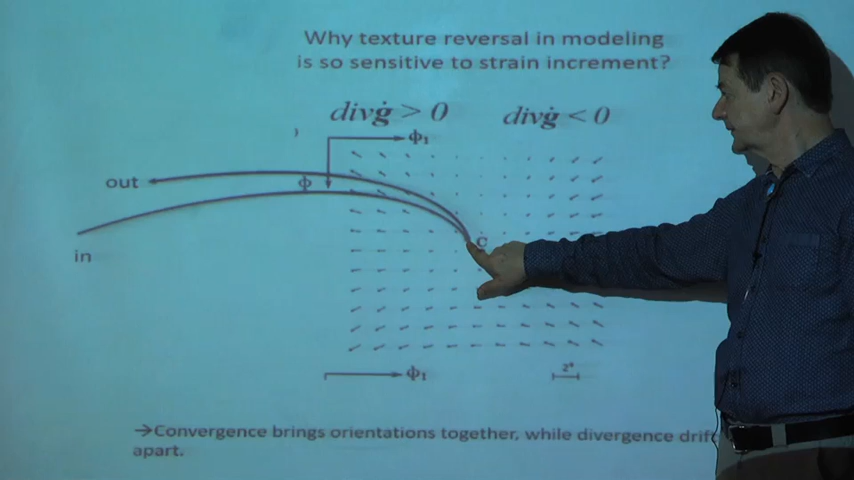 Why texture reversal in modeling
is so sensitive to strain increment?
divġ > 0
divġ < 0
Φ₁
out
Φ
C
in
Φ₁
2°
→Convergence brings orientations together, while divergence
apart.